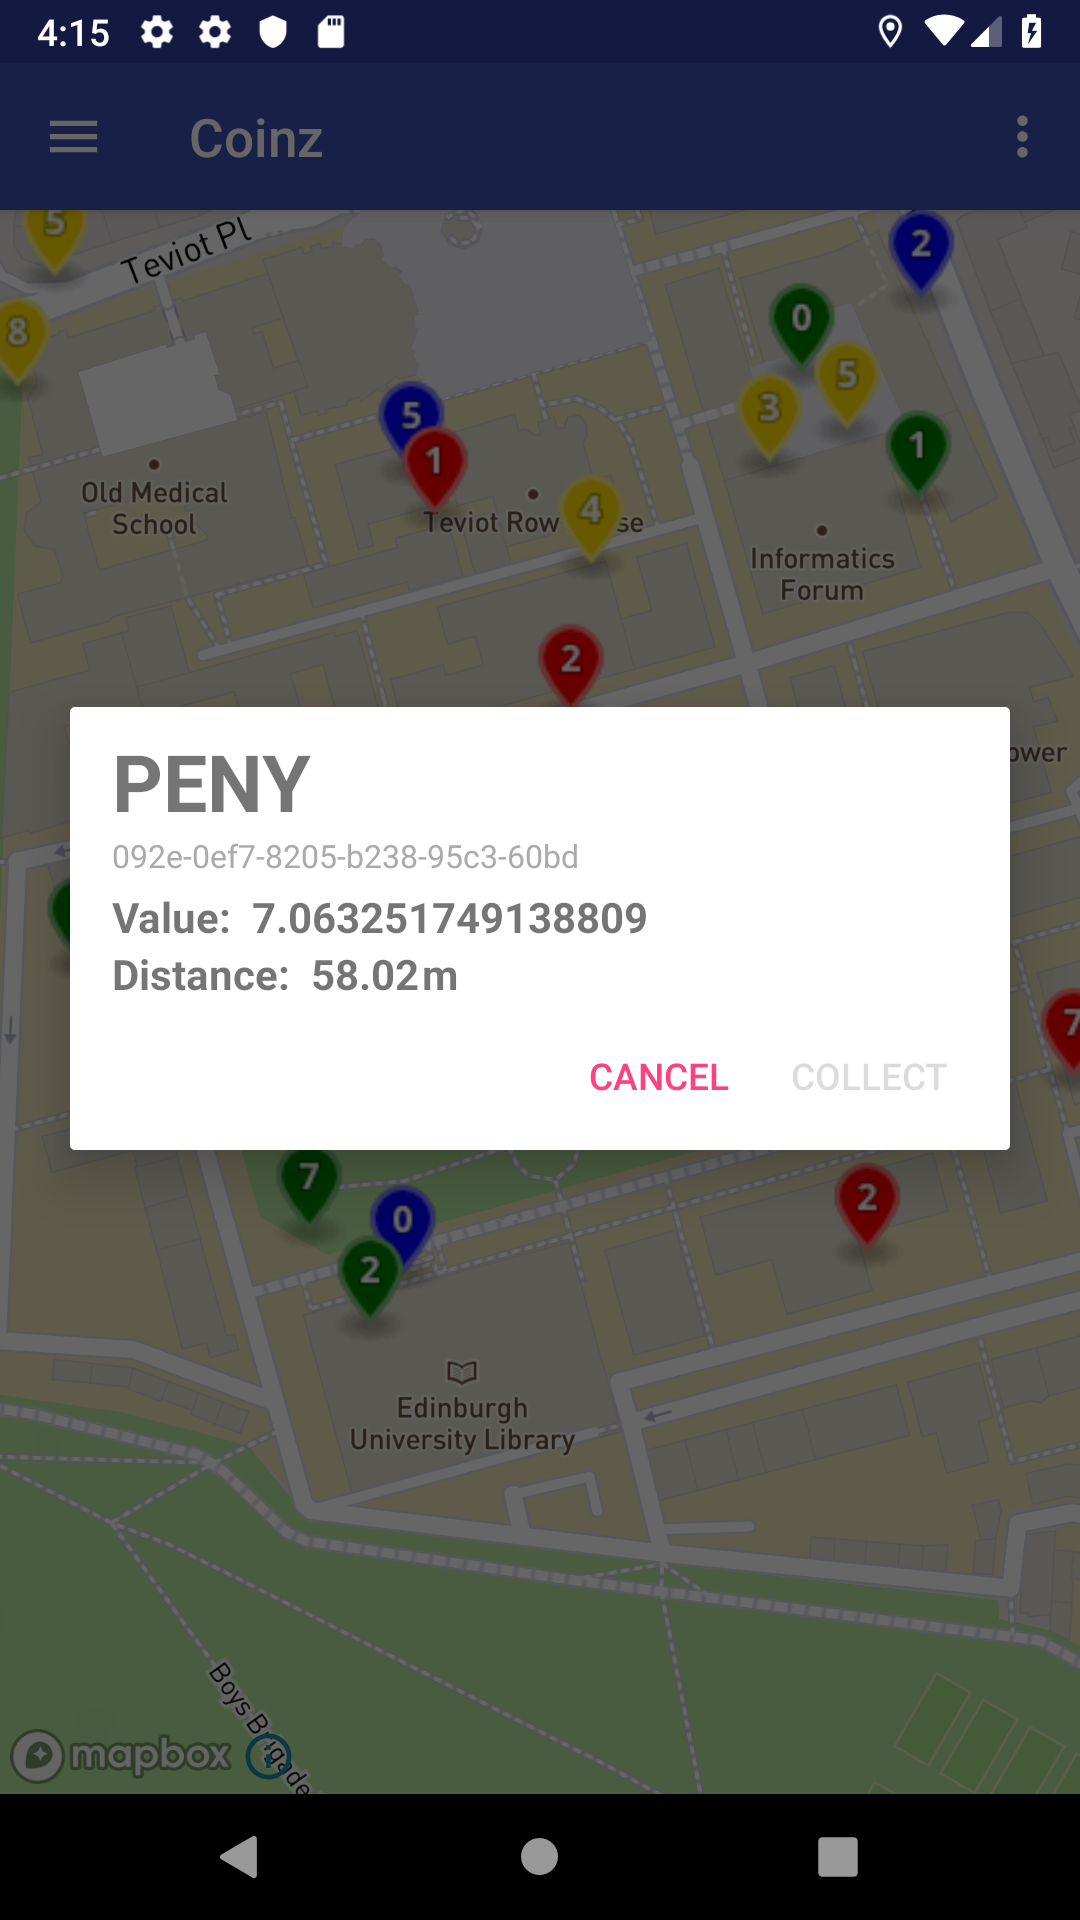 4:15
Coinz
5
Teviot Pl
2
8
0
5
3
5
1
1
Old Medical
School
4
Teviot Row
se
Informatics
Forum
2
ower
PENY
092e-0ef7-8205-b238-95c3-60bd
Value: 7.063251749138809
Distance: 58.02m
7
CANCEL COLLECT
7
2
0
2
Edinburgh
University Library
Boys Brigade
mapbox